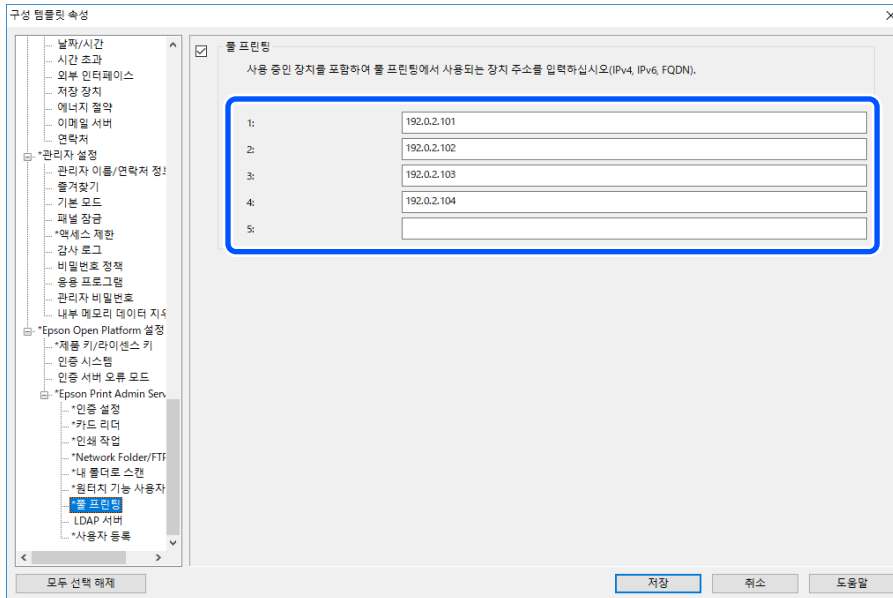 구성 템플릿 속성
날짜/시간
시간 초과
외부 인터페이스
저장 장치
에너지 절약
이메일 서버
연락처
*관리자 설정
관리자 이름/연락처 정보
즐겨찾기
기본 모드
패널 잠금
*액세스 제한
감사 로그
비밀번호 정책
응용 프로그램
관리자 비밀번호
내부 메모리 데이터 지우
*Epson Open Platform 설정
*제품 키/라이센스 키
인증 시스템
인증 서버 오류 모드
*Epson Print Admin Serv
*인증 설정
*카드 리더
*인쇄 작업
*Network Folder/FTP
*내 폴더로 스캔
*원터치 기능 사용자
*풀 프린팅
LDAP 서버
*사용자 등록
풀 프린팅
사용 중인 장치를 포함하여 풀 프린팅에서 사용되는 장치 주소를 입력하십시오(IPv4, IPv6, FQDN).
1: 192.0.2.101
2: 192.0.2.102
3: 192.0.2.103
4: 192.0.2.104
5:
모두 선택 해제 저장 취소 도움말